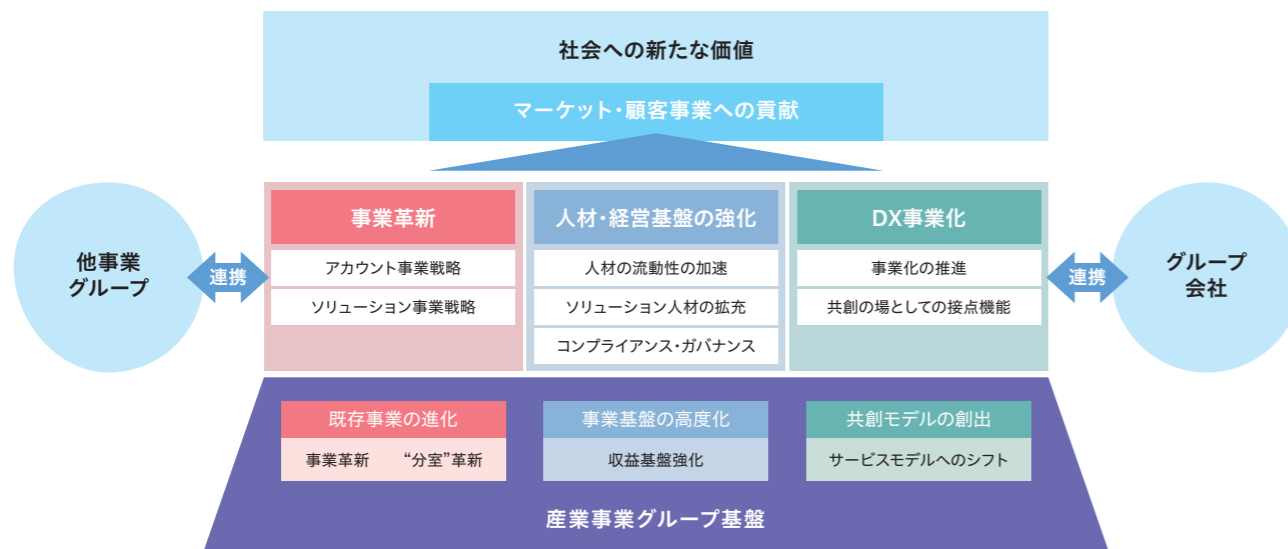 社会への新たな価値
マーケット・顧客事業への貢献
他事業
グループ
連携
事業革新
アカウント事業戦略
ソリューション事業戦略
人材・経営基盤の強化
人材の流動性の加速
ソリューション人材の拡充
コンプライアンス・ガバナンス
DX事業化
事業化の推進
共創の場としての接点機能
連携
グループ
会社
既存事業の進化
事業革新 “分室”革新
事業基盤の高度化
収益基盤強化
共創モデルの創出
サービスモデルへのシフト
産業事業グループ基盤